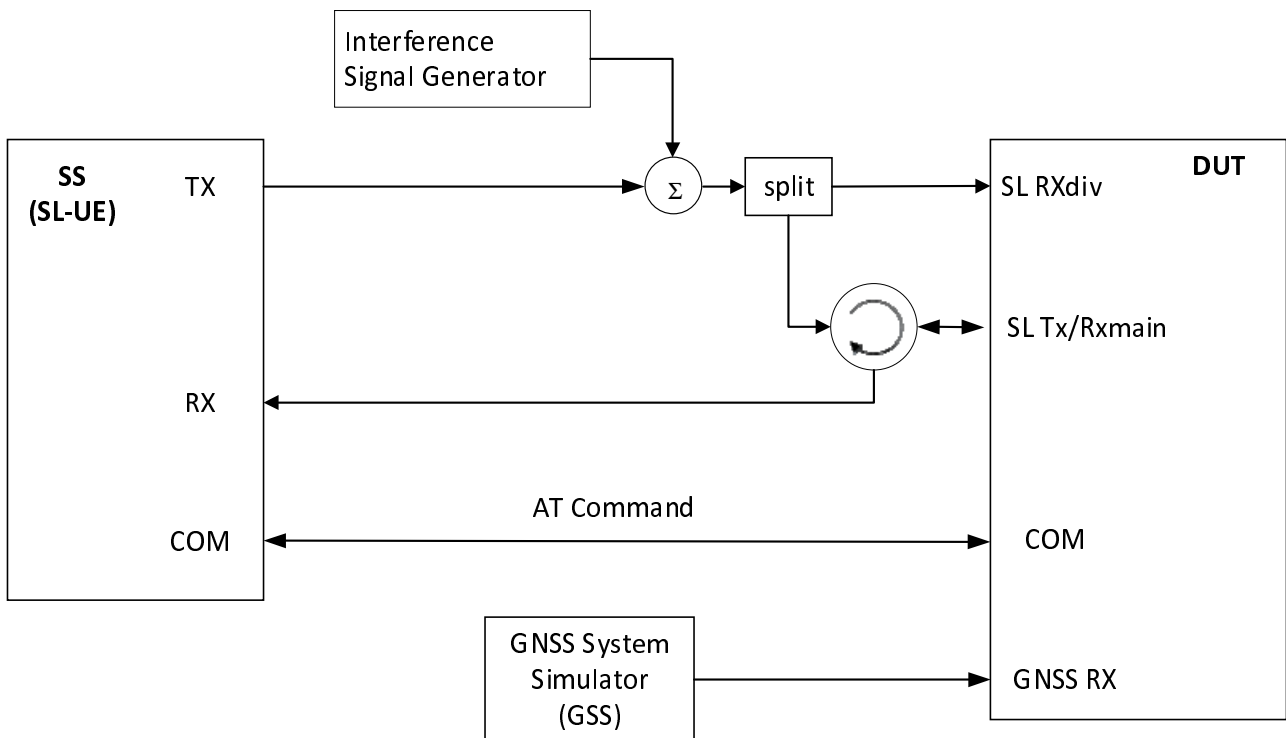 Interference
Signal Generator
SS
(SL-UE)
TX
Σ
split
SL RXdiv
DUT
SL Tx/Rxmain
RX
AT Command
COM
COM
GNSS System
Simulator
(GSS)
GNSS RX